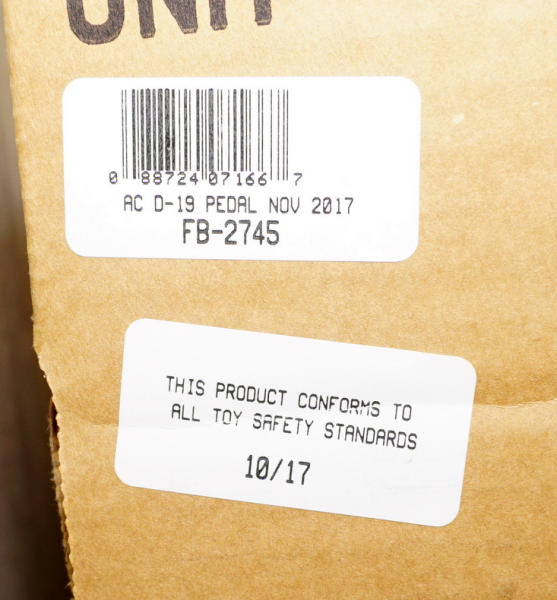 UNIT
0 88724 07166 7
AC D-19 PEDAL NOV 2017
FB-2745
THIS PRODUCT CONFORMS TO
ALL TOY SAFETY STANDARDS
10/17